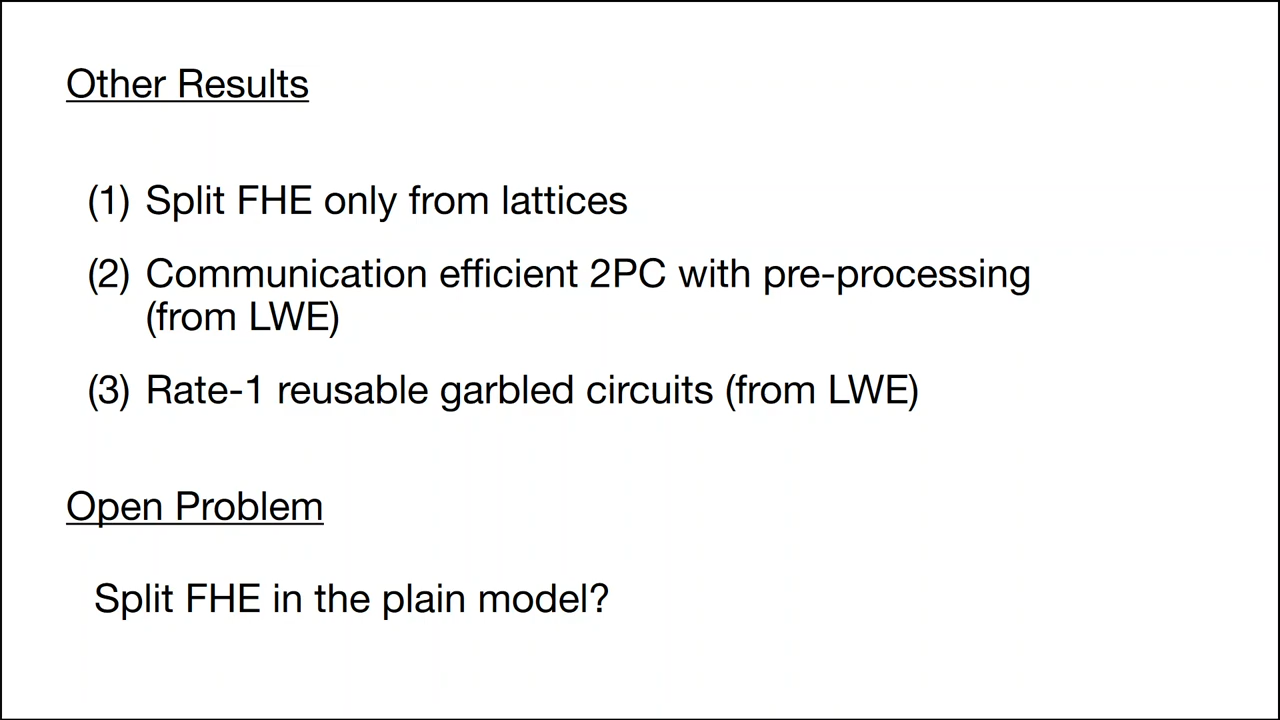 Other Results
(1) Split FHE only from lattices
(2) Communication efficient 2PC with pre-processing
(from LWE)
(3) Rate-1 reusable garbled circuits (from LWE)
Open Problem
Split FHE in the plain model?